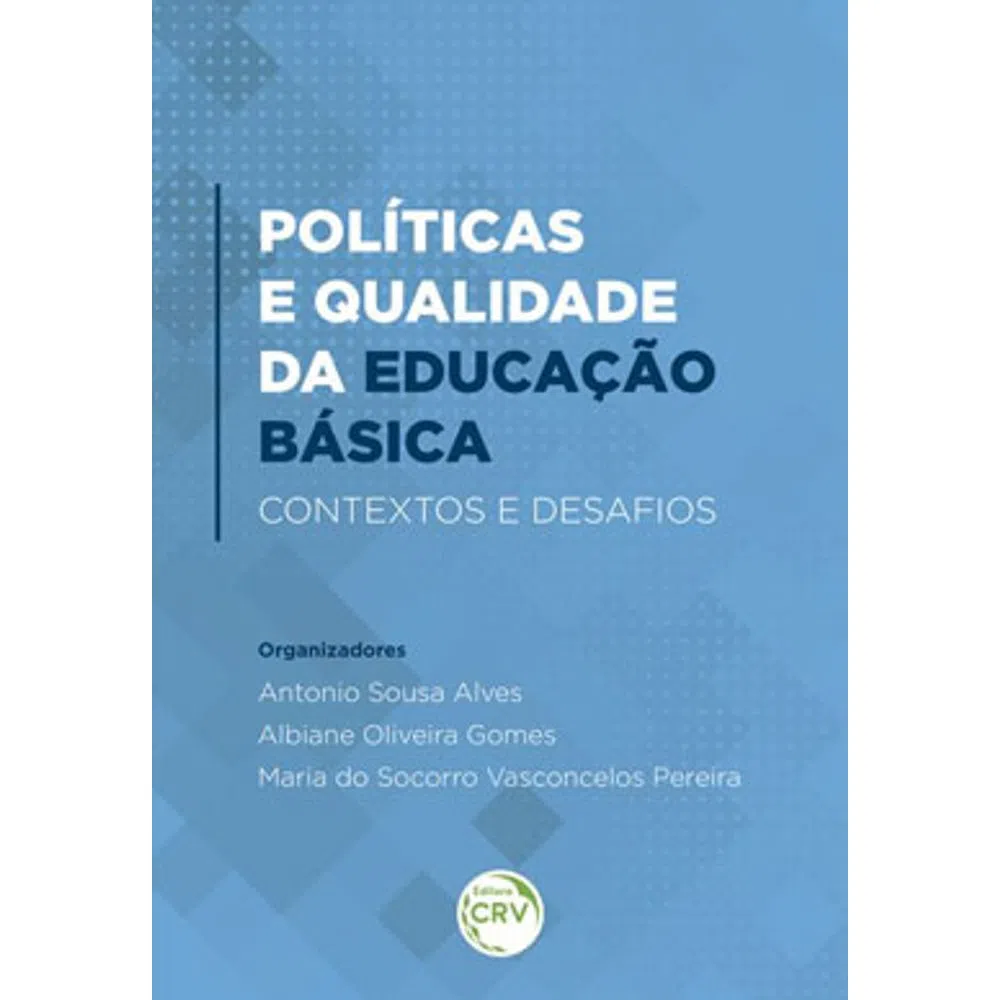 POLÍTICAS
E QUALIDADE
DA EDUCAÇÃO
BÁSICA
CONTEXTOS E DESAFIOS
Organizadores
Antonio Sousa Alves
Albiane Oliveira Gomes
Maria do Socorro Vasconcelos Pereira
Editora
CRV